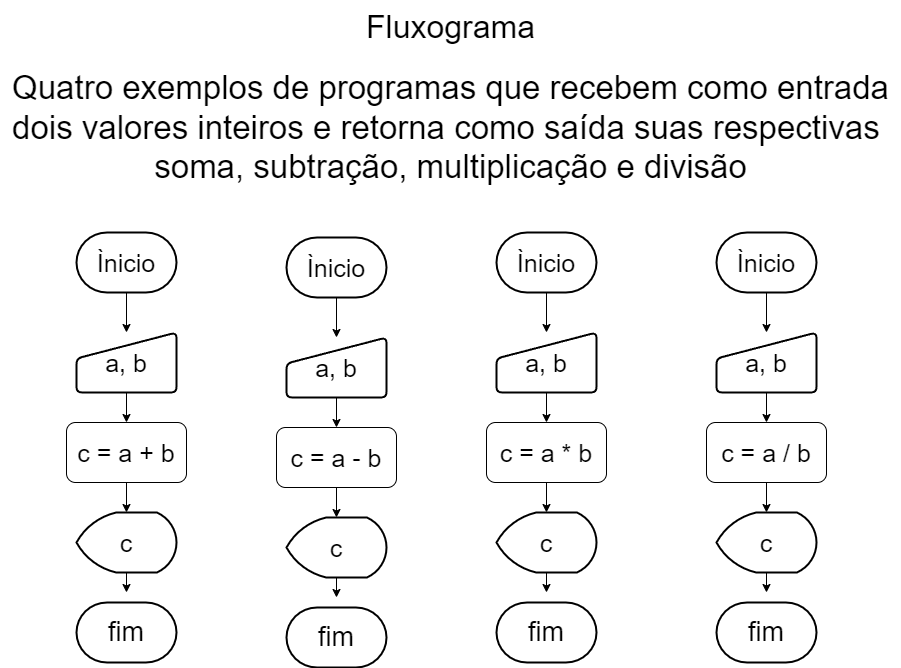 Fluxograma
Quatro exemplos de programas que recebem como entrada
dois valores inteiros e retorna como saída suas respectivas
soma, subtração, multiplicação e divisão
Ìnicio
a, b
c = a + b
c
fim
Ìnicio
a, b
c = a - b
c
fim
Ìnicio
a, b
c = a * b
c
fim
Ìnicio
a, b
c = a / b
c
fim